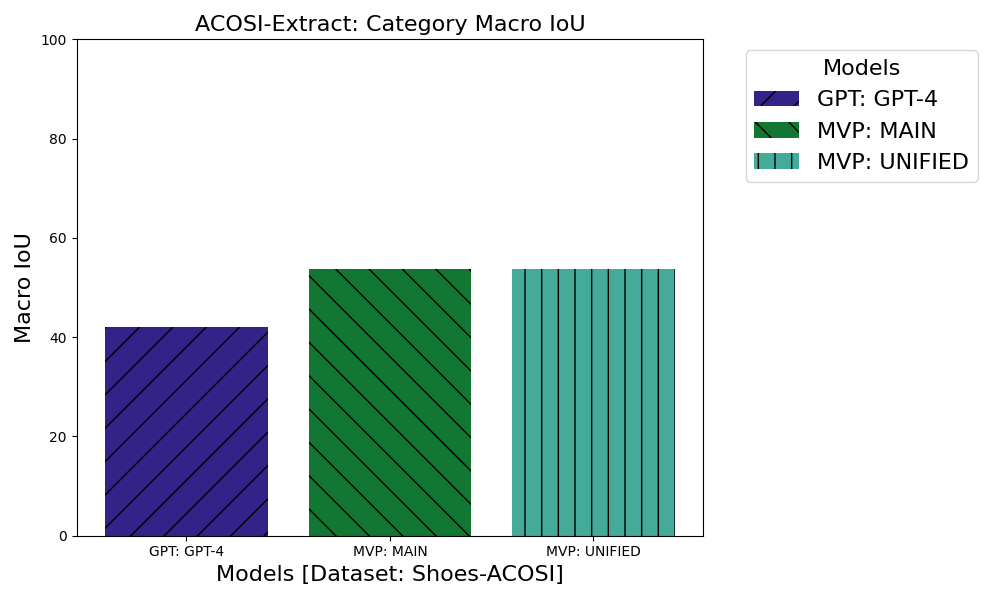 ACOSI-Extract: Category Macro IoU
Models
GPT: GPT-4
MVP: MAIN
MVP: UNIFIED
Macro IoU
100
80
60
40
20
0
GPT: GPT-4
MVP: MAIN
MVP: UNIFIED
Models [Dataset: Shoes-ACOSI]